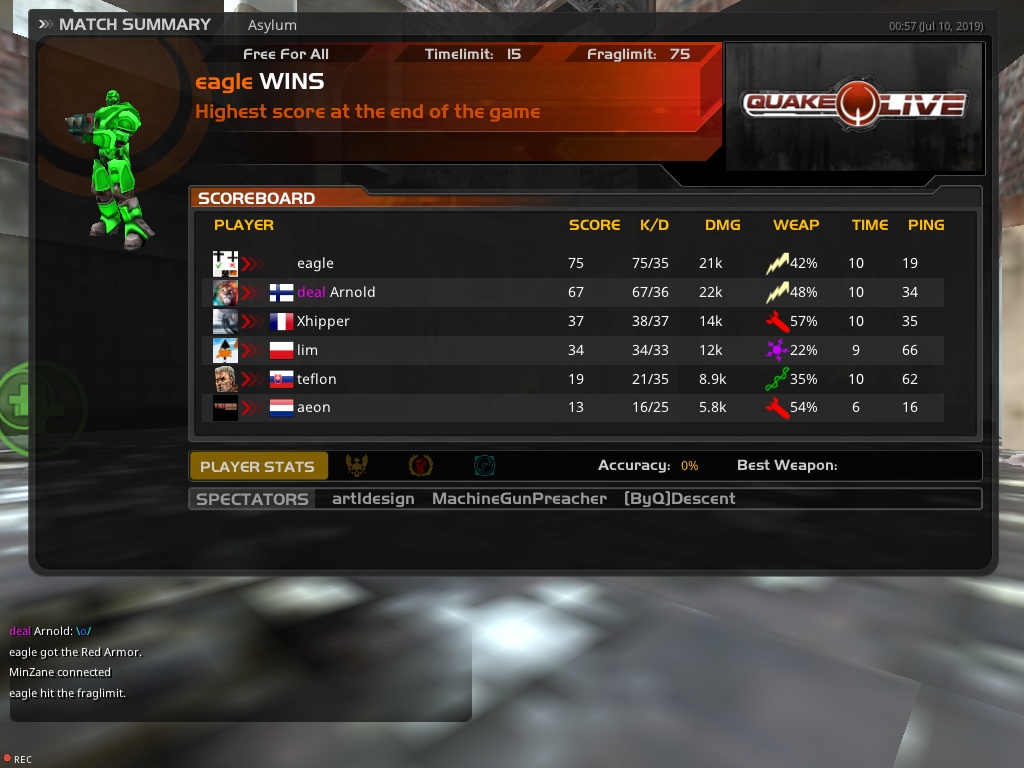 MATCH SUMMARY Asylum 00:57 (Jul 10, 2019)
Free For All Timelimit: 15 Fraglimit: 75
eagle WINS
Highest score at the end of the game
QUAKE LIVE
SCOREBOARD
PLAYER SCORE K/D DMG WEAP TIME PING
eagle 75 75/35 21k 42% 10 19
deal Arnold 67 67/36 22k 48% 10 34
Xhipper 37 38/37 14k 57% 10 35
lim 34 34/33 12k 22% 9 66
teflon 19 21/35 8.9k 35% 10 62
aeon 13 16/25 5.8k 54% 6 16
PLAYER STATS Accuracy: 0% Best Weapon:
SPECTATORS art1design MachineGunPreacher [ByQ]Descent
deal Arnold: \o/
eagle got the Red Armor.
MinZane connected
eagle hit the fraglimit.
REC